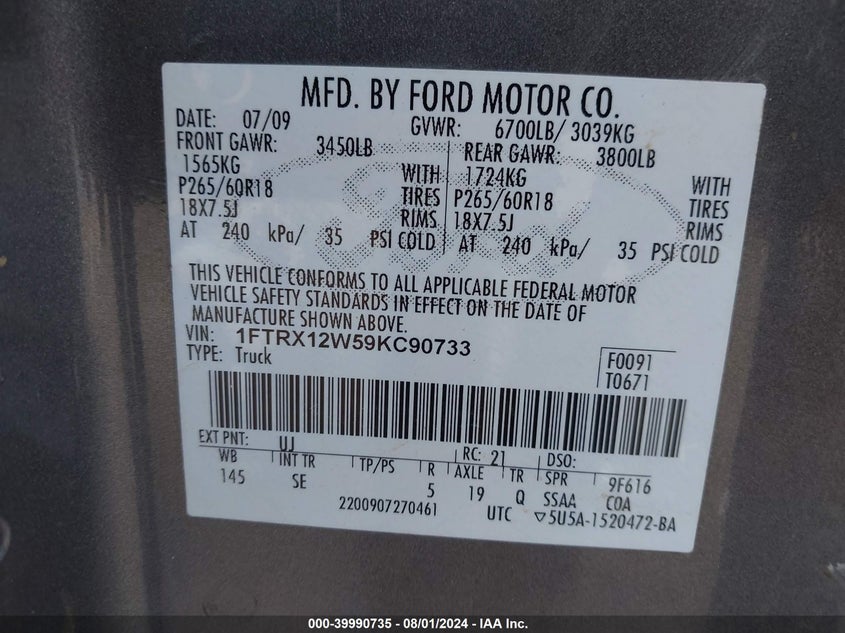 MFD. BY FORD MOTOR CO.
DATE: 07/09 GVWR: 6700LB/ 3039KG
FRONT GAWR: 3450LB REAR GAWR: 3800LB
1565KG WITH 1724KG WITH
P265/60R18 TIRES P265/60R18 TIRES
18X7.5J RIMS 18X7.5J RIMS
AT 240 kPa/ 35 PSI COLD AT 240 kPa/ 35 PSI COLD
THIS VEHICLE CONFORMS TO ALL APPLICABLE FEDERAL MOTOR
VEHICLE SAFETY STANDARDS IN EFFECT ON THE DATE OF
MANUFACTURE SHOWN ABOVE.
VIN: 1FTRX12W59KC90733
TYPE: Truck
F0091
T0671
EXT PNT: UJ RC: 21 DSO:
WB INT TR TP/PS R AXLE TR SPR 9F616
145 SE 5 19 Q SSAA COA
2200907270461 UTC ▽5U5A-1520472-BA
000-39990735 - 08/01/2024 - IAA Inc.